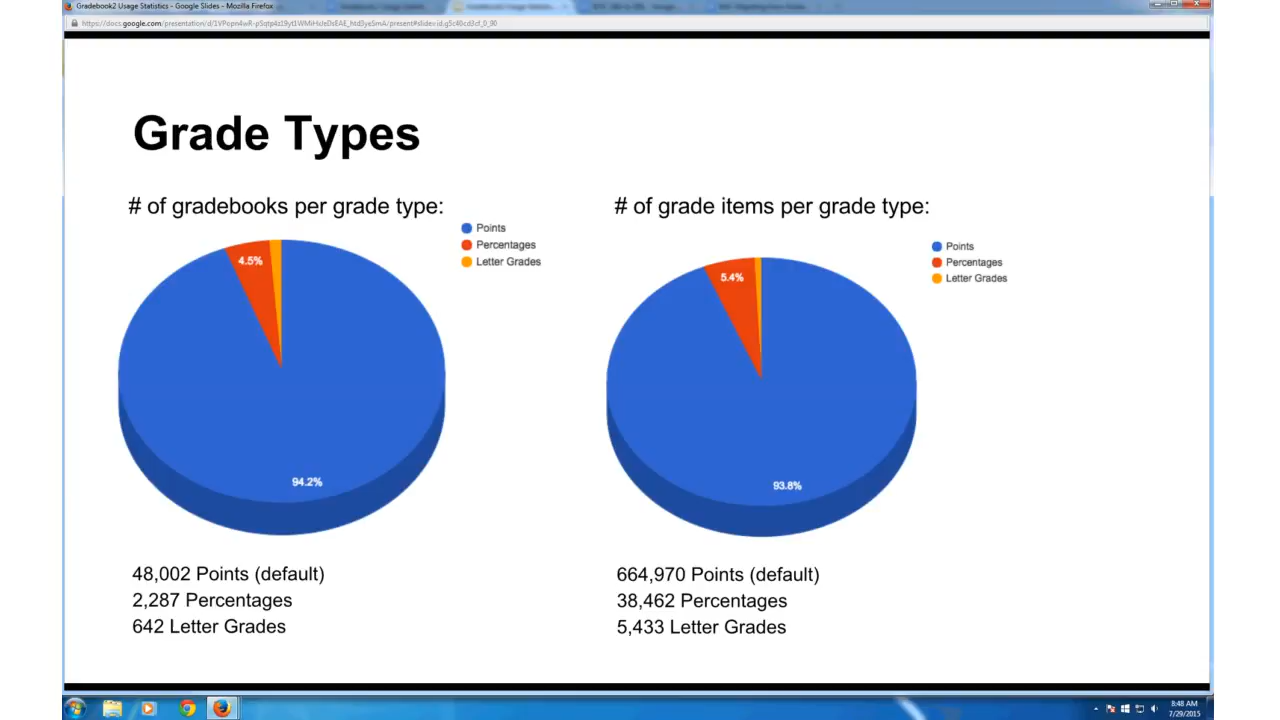 Gradebook2 Usage Statistics - Google Slides - Mozilla Firefox
Grade Types
# of gradebooks per grade type:
Points
Percentages
Letter Grades
4.5%
94.2%
48,002 Points (default)
2,287 Percentages
642 Letter Grades
# of grade items per grade type:
Points
Percentages
Letter Grades
5.4%
93.8%
664,970 Points (default)
38,462 Percentages
5,433 Letter Grades
8:48 AM
7/29/2015